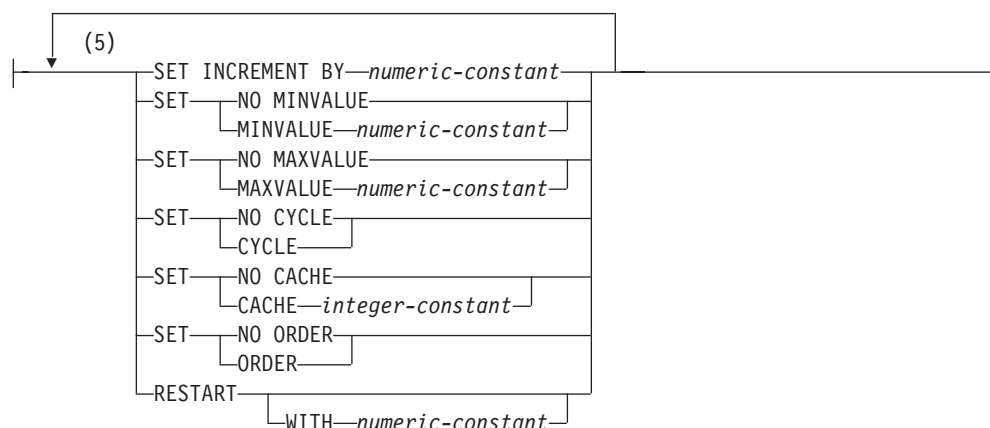 (5)
SET INCREMENT BY numeric-constant
SET NO MINVALUE
MINVALUE numeric-constant
SET NO MAXVALUE
MAXVALUE numeric-constant
SET NO CYCLE
CYCLE
SET NO CACHE
CACHE integer-constant
SET NO ORDER
ORDER
RESTART
WITH numeric-constant